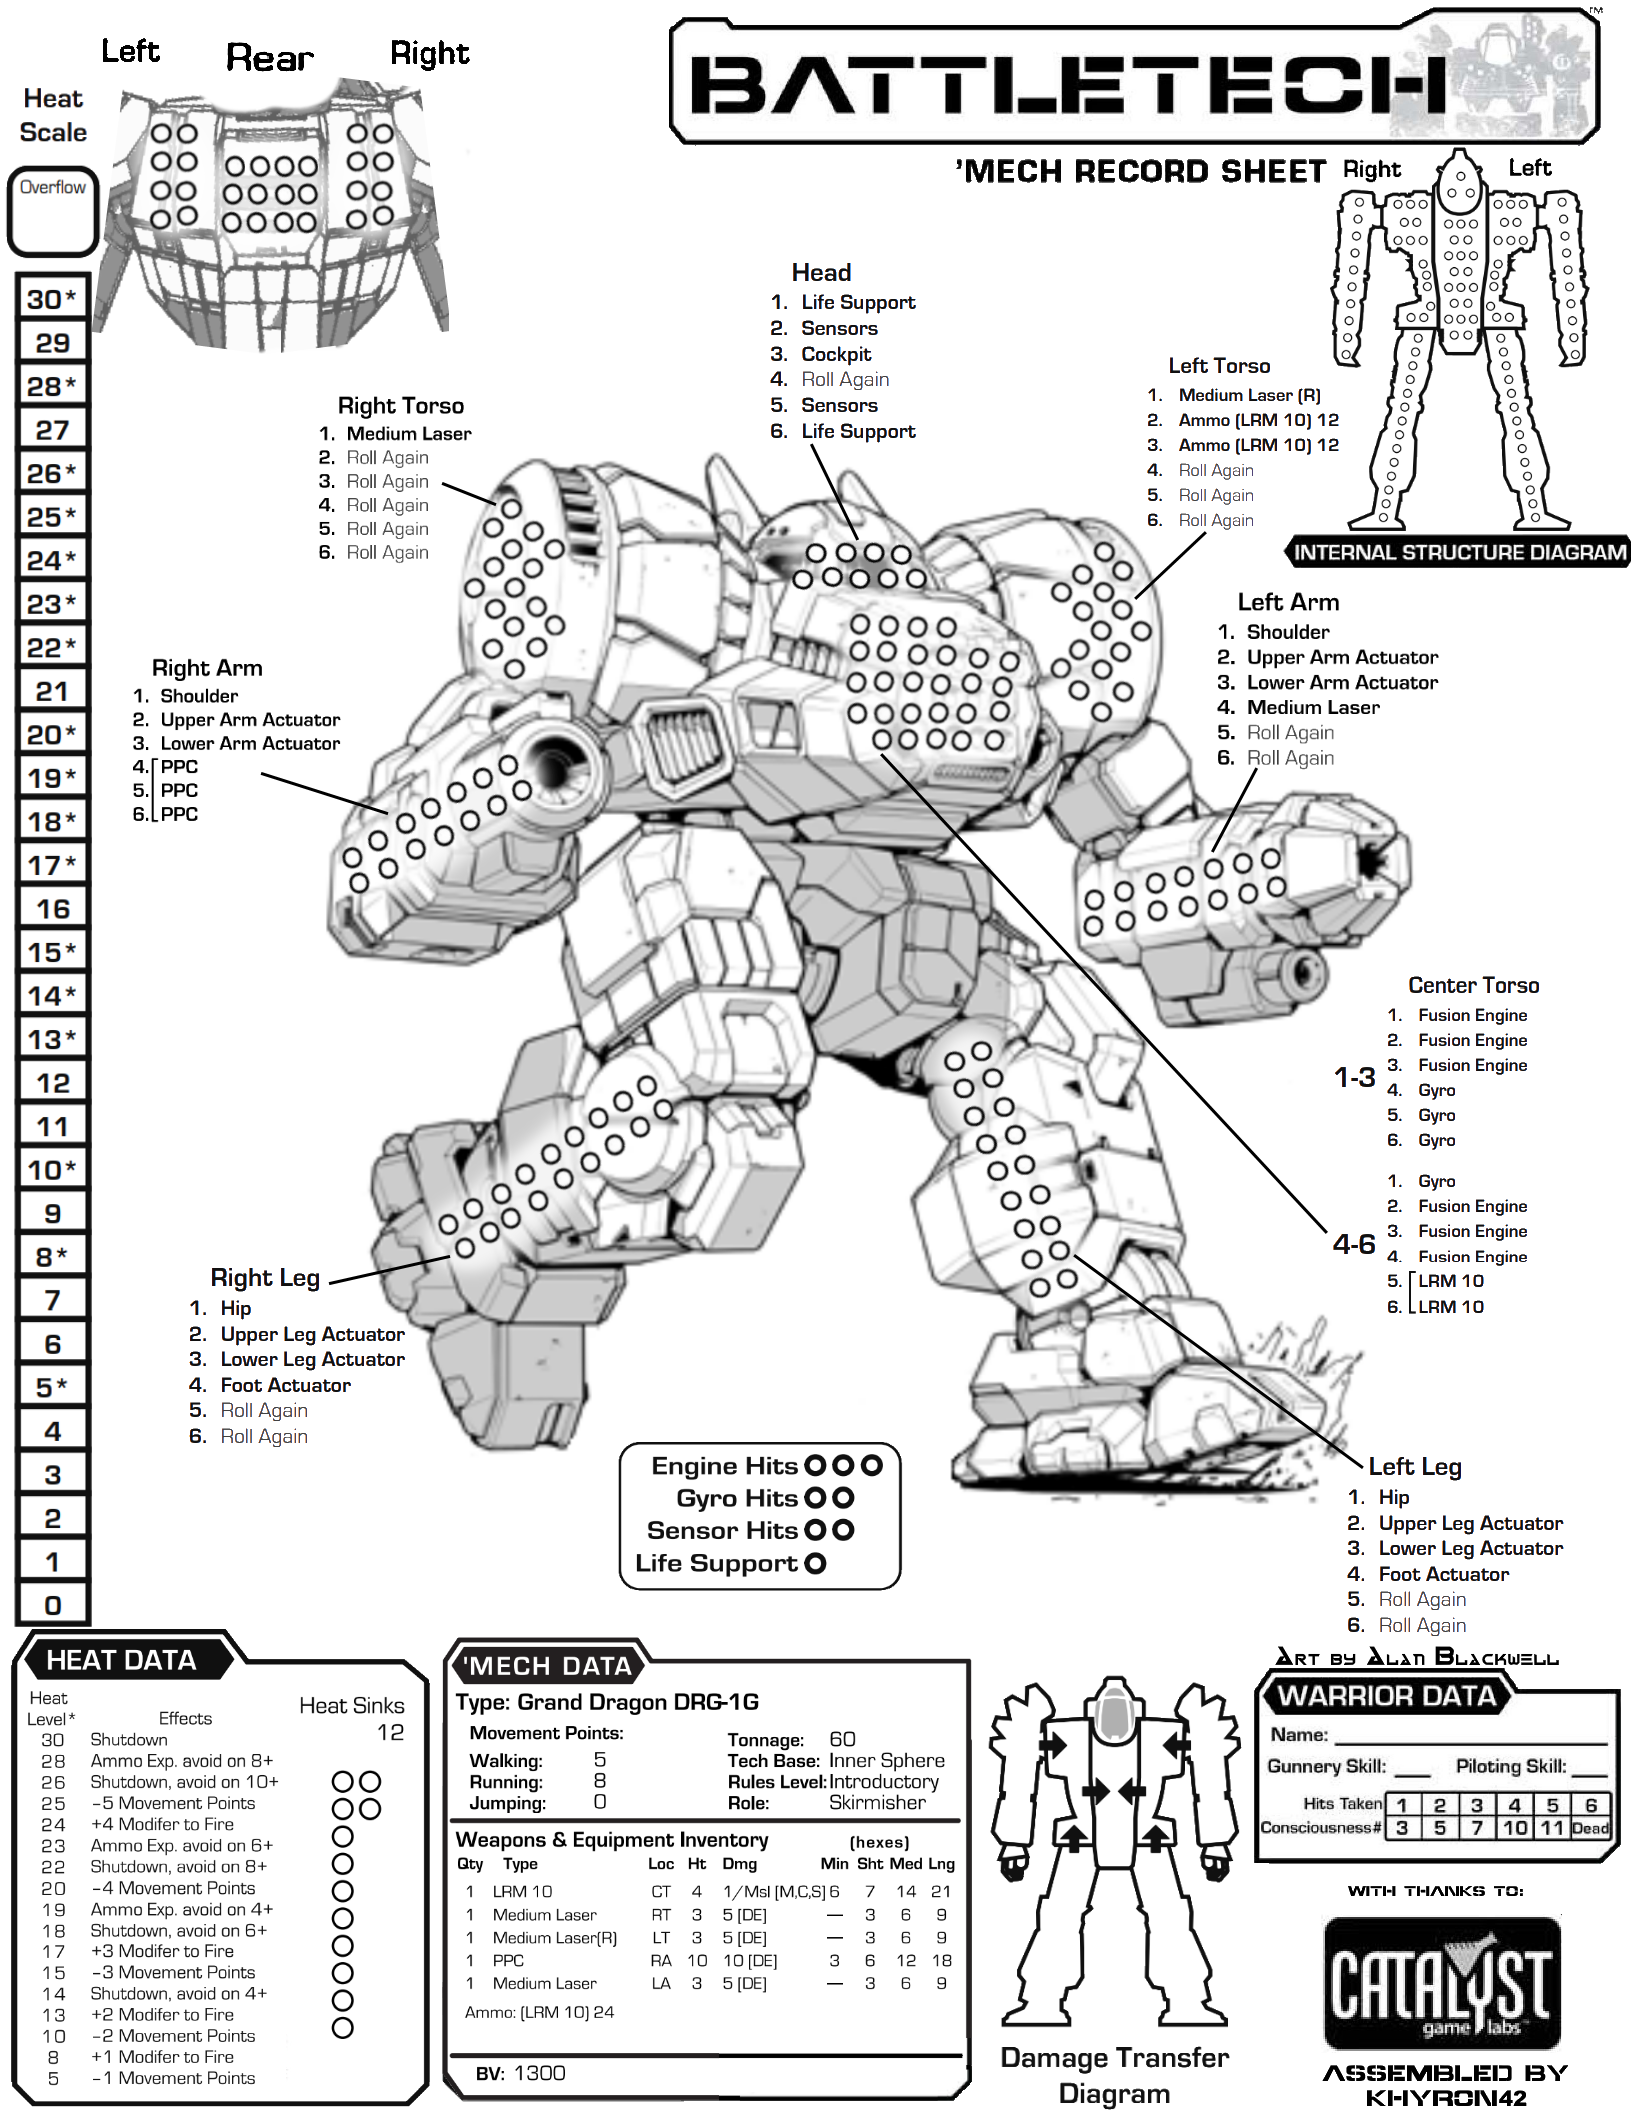 Left Rear Right
BATTLETECH
TM
'MECH RECORD SHEET
Right Left
INTERNAL STRUCTURE DIAGRAM
Heat
Scale
Overflow
30*
29
28*
27
26*
25*
24*
23*
22*
21
20*
19*
18*
17*
16
15*
14*
13*
12
11
10*
9
8*
7
6
5*
4
3
2
1
0
Head
1. Life Support
2. Sensors
3. Cockpit
4. Roll Again
5. Sensors
6. Life Support
Right Torso
1. Medium Laser
2. Roll Again
3. Roll Again
4. Roll Again
5. Roll Again
6. Roll Again
Left Torso
1. Medium Laser (R)
2. Ammo (LRM 10) 12
3. Ammo (LRM 10) 12
4. Roll Again
5. Roll Again
6. Roll Again
Right Arm
1. Shoulder
2. Upper Arm Actuator
3. Lower Arm Actuator
4. PPC
5. PPC
6. PPC
Left Arm
1. Shoulder
2. Upper Arm Actuator
3. Lower Arm Actuator
4. Medium Laser
5. Roll Again
6. Roll Again
Center Torso
1-3
1. Fusion Engine
2. Fusion Engine
3. Fusion Engine
4. Gyro
5. Gyro
6. Gyro
4-6
1. Gyro
2. Fusion Engine
3. Fusion Engine
4. Fusion Engine
5. LRM 10
6. LRM 10
Right Leg
1. Hip
2. Upper Leg Actuator
3. Lower Leg Actuator
4. Foot Actuator
5. Roll Again
6. Roll Again
Left Leg
1. Hip
2. Upper Leg Actuator
3. Lower Leg Actuator
4. Foot Actuator
5. Roll Again
6. Roll Again
Engine Hits
Gyro Hits
Sensor Hits
Life Support
Art by Alan Blackwell
HEAT DATA
Heat
Level* Effects
Heat Sinks
12
30 Shutdown
28 Ammo Exp. avoid on 8+
26 Shutdown, avoid on 10+
25 -5 Movement Points
24 +4 Modifer to Fire
23 Ammo Exp. avoid on 6+
22 Shutdown, avoid on 8+
20 -4 Movement Points
19 Ammo Exp. avoid on 4+
18 Shutdown, avoid on 6+
17 +3 Modifer to Fire
15 -3 Movement Points
14 Shutdown, avoid on 4+
13 +2 Modifer to Fire
10 -2 Movement Points
8 +1 Modifer to Fire
5 -1 Movement Points
'MECH DATA
Type: Grand Dragon DRG-1G
Movement Points:
Walking: 5
Running: 8
Jumping: 0
Tonnage: 60
Tech Base: Inner Sphere
Rules Level: Introductory
Role: Skirmisher
Weapons & Equipment Inventory (hexes)
Qty Type Loc Ht Dmg Min Sht Med Lng
1 LRM 10 CT 4 1/Msl [M,C,S] 6 7 14 21
1 Medium Laser RT 3 5 [DE] — 3 6 9
1 Medium Laser(R) LT 3 5 [DE] — 3 6 9
1 PPC RA 10 10 [DE] 3 6 12 18
1 Medium Laser LA 3 5 [DE] — 3 6 9
Ammo: (LRM 10) 24
BV: 1300
Damage Transfer
Diagram
WARRIOR DATA
Name:
Gunnery Skill: Piloting Skill:
Hits Taken 1 2 3 4 5 6
Consciousness# 3 5 7 10 11 Dead
WITH THANKS TO:
CATALYST
game labs
ASSEMBLED BY
KHYRON42